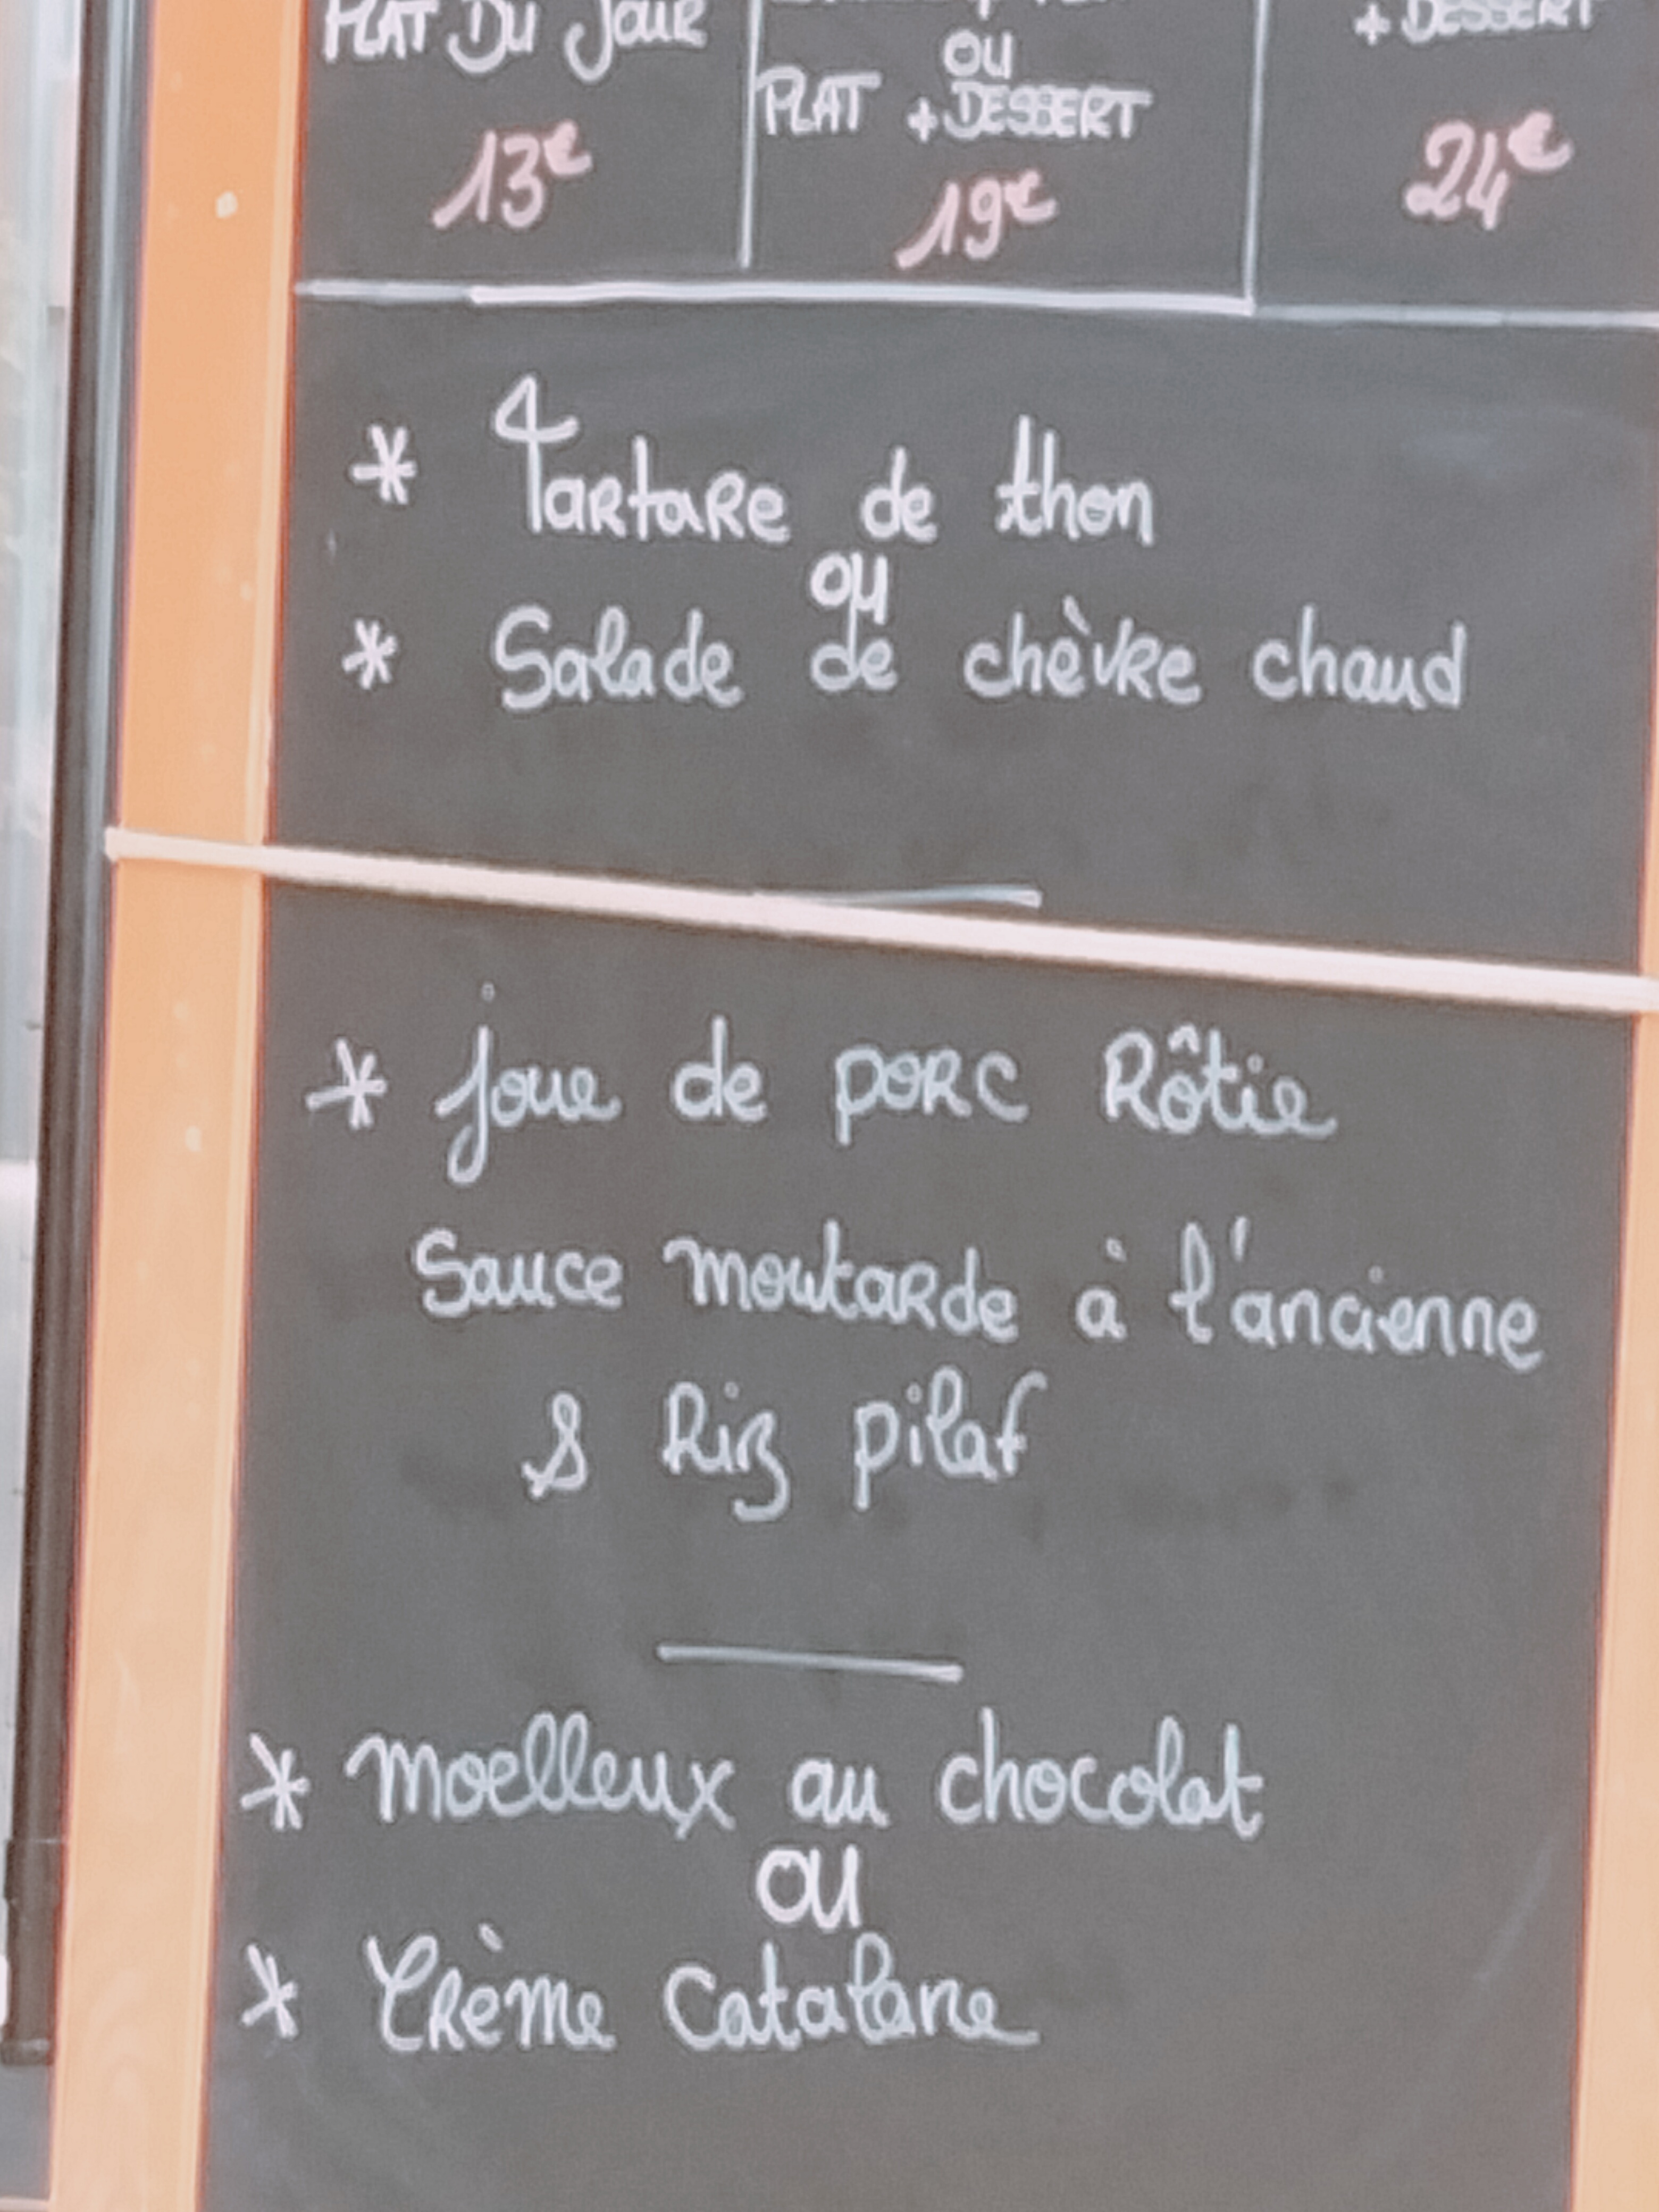 PLAT DU JOUR
OU
PLAT + DESSERT
+ DESSERT
13€
19€
24€
* Tartare de thon
ou
* Salade de chèvre chaud
* joue de porc Rôtie
Sauce moutarde à l'ancienne
& Riz pilaf
* moelleux au chocolat
OU
* Crème Catalane